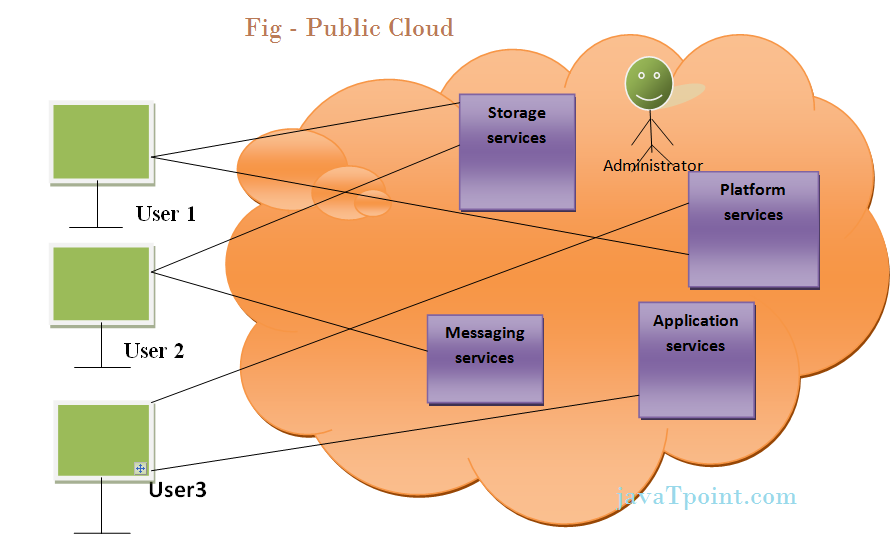 Fig - Public Cloud
Storage
services
Administrator
Platform
services
User 1
Messaging
services
Application
services
User 2
User3
javaTpoint.com